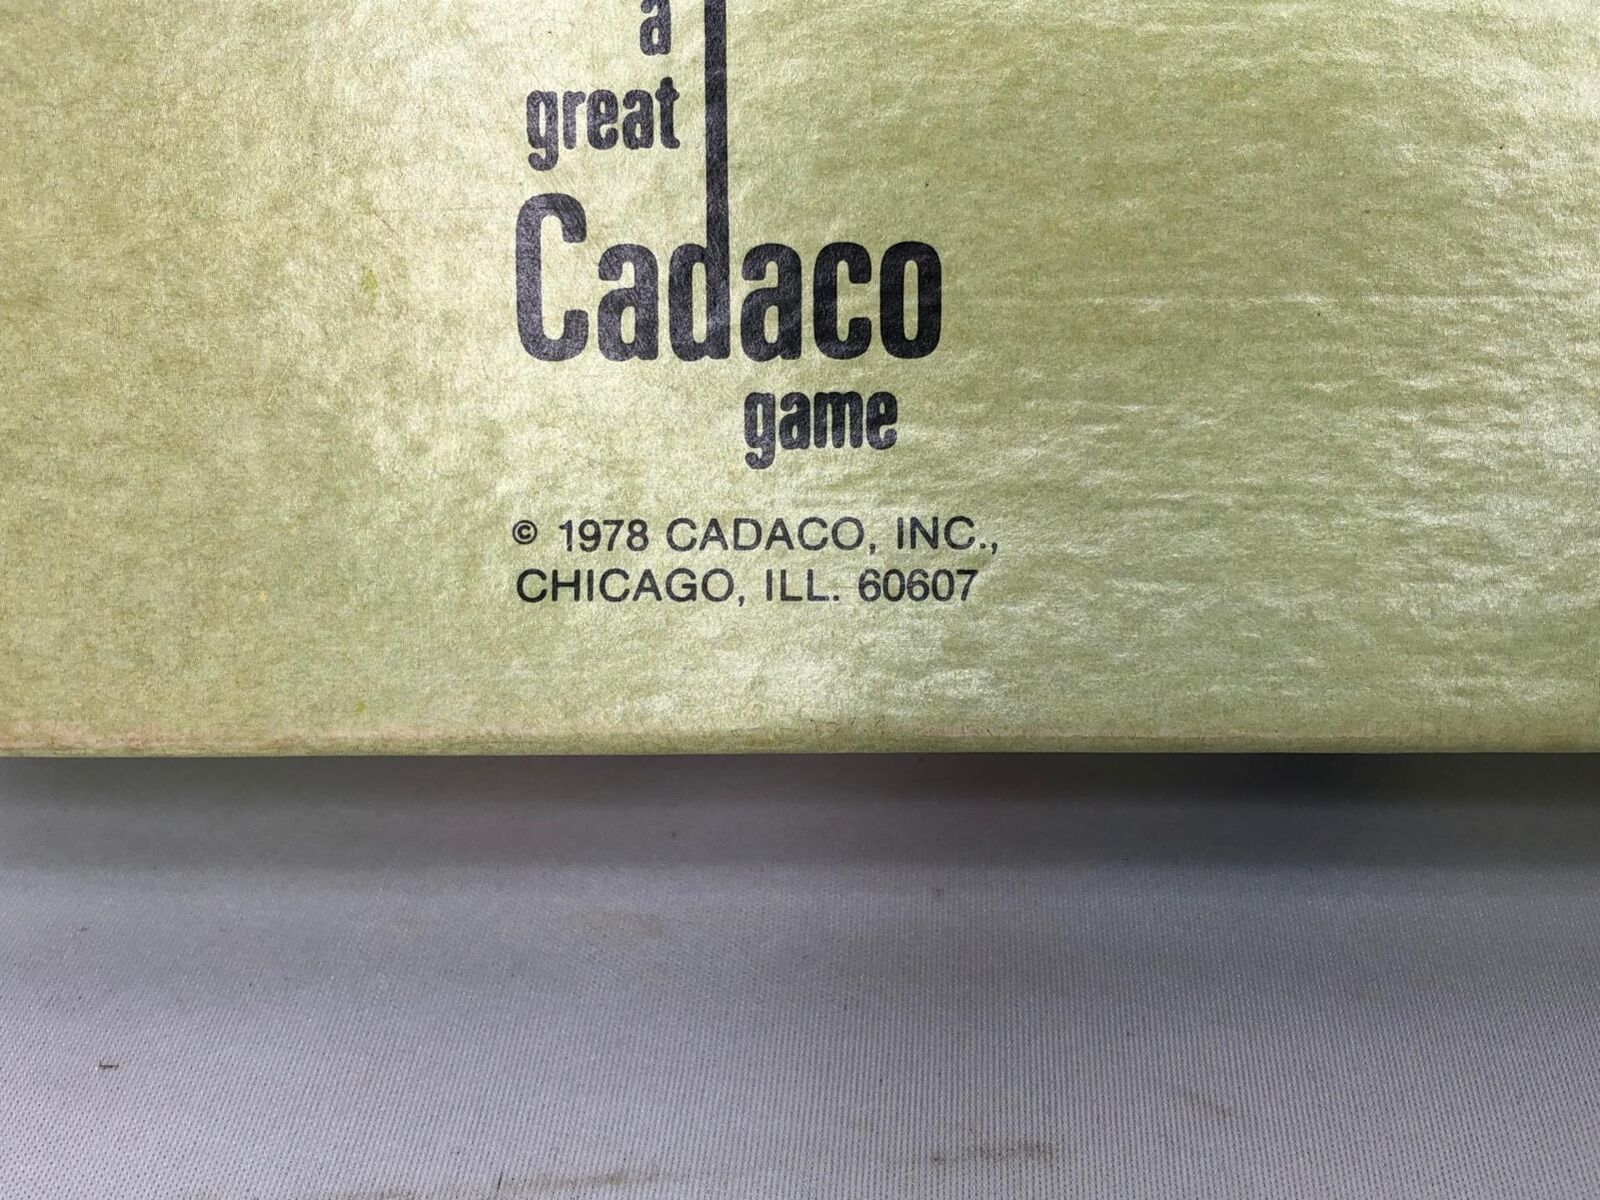 a
great
Cadaco
game
© 1978 CADACO, INC.,
CHICAGO, ILL. 60607